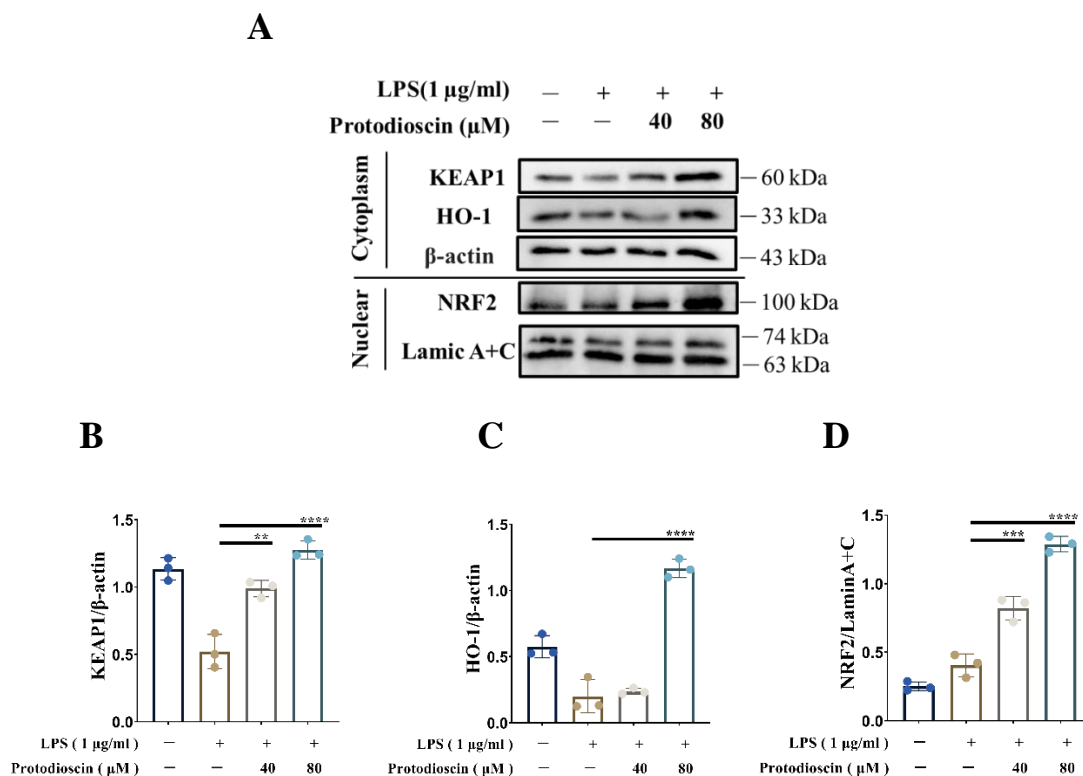 A
LPS(1 μg/ml) — + + +
Protodioscin (μM) — — 40 80
Cytoplasm
KEAP1 60 kDa
HO-1 33 kDa
β-actin 43 kDa
Nuclear
NRF2 100 kDa
Lamic A+C 74 kDa
63 kDa
B
KEAP1/β-actin
1.5
1.0
0.5
0.0
** ****
LPS ( 1 μg/ml ) — + + +
Protodioscin ( μM ) — — 40 80
C
HO-1/β-actin
1.5
1.0
0.5
0.0
****
LPS ( 1 μg/ml ) — + + +
Protodioscin ( μM ) — — 40 80
D
NRF2/LaminA+C
1.5
1.0
0.5
0.0
*** ****
LPS ( 1 μg/ml ) — + + +
Protodioscin ( μM ) — — 40 80